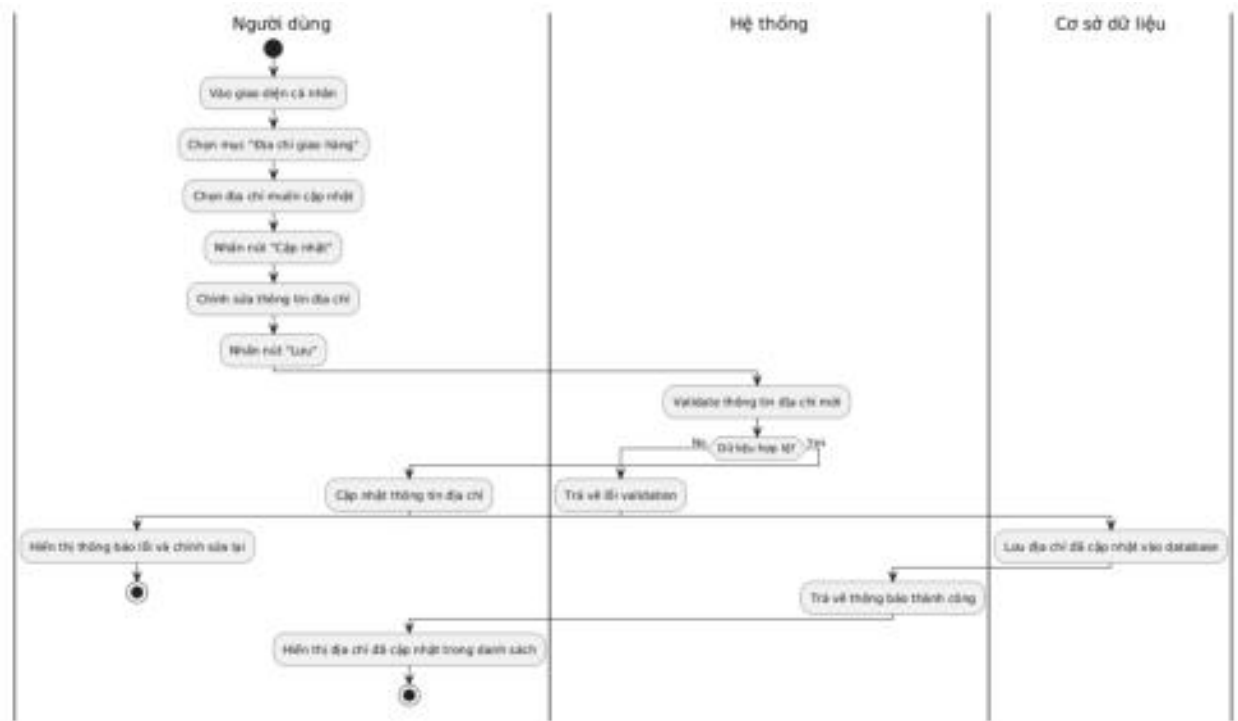 Người dùng
Hệ thống
Cơ sở dữ liệu
Vào giao diện cá nhân
Chọn mục "Địa chỉ giao hàng"
Chọn địa chỉ muốn cập nhật
Nhấn nút "Cập nhật"
Chỉnh sửa thông tin địa chỉ
Nhấn nút "Lưu"
Validate thông tin địa chỉ mới
No
Dữ liệu hợp lệ?
Yes
Cập nhật thông tin địa chỉ
Trả về lỗi validation
Hiển thị thông báo lỗi và chỉnh sửa lại
Lưu địa chỉ đã cập nhật vào database
Trả về thông báo thành công
Hiển thị địa chỉ đã cập nhật trong danh sách